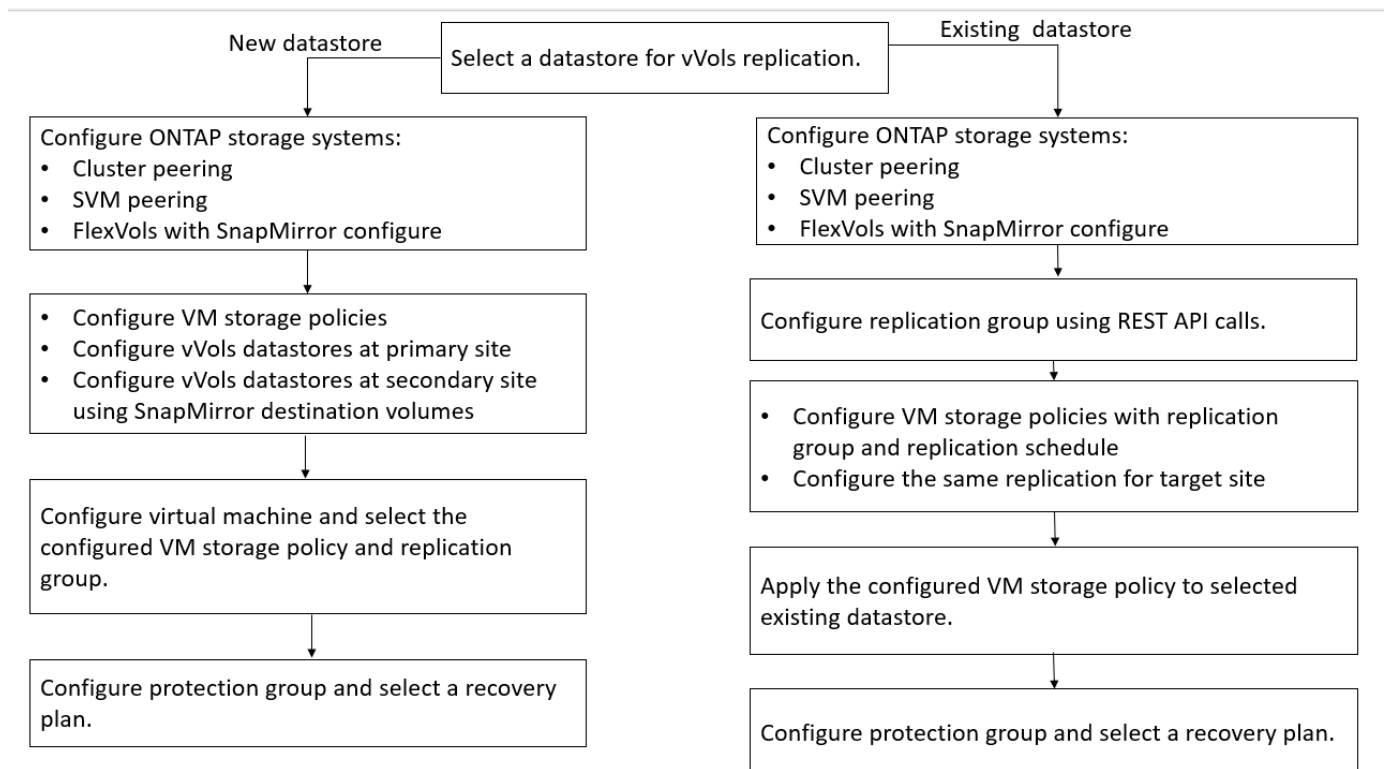 New datastore
Select a datastore for vVols replication.
Existing  datastore
Configure ONTAP storage systems:
• Cluster peering
• SVM peering
• FlexVols with SnapMirror configure
• Configure VM storage policies
• Configure vVols datastores at primary site
• Configure vVols datastores at secondary site
using SnapMirror destination volumes
Configure virtual machine and select the
configured VM storage policy and replication
group.
Configure protection group and select a recovery
plan.
Configure ONTAP storage systems:
• Cluster peering
• SVM peering
• FlexVols with SnapMirror configure
Configure replication group using REST API calls.
• Configure VM storage policies with replication
group and replication schedule
• Configure the same replication for target site
Apply the configured VM storage policy to selected
existing datastore.
Configure protection group and select a recovery plan.